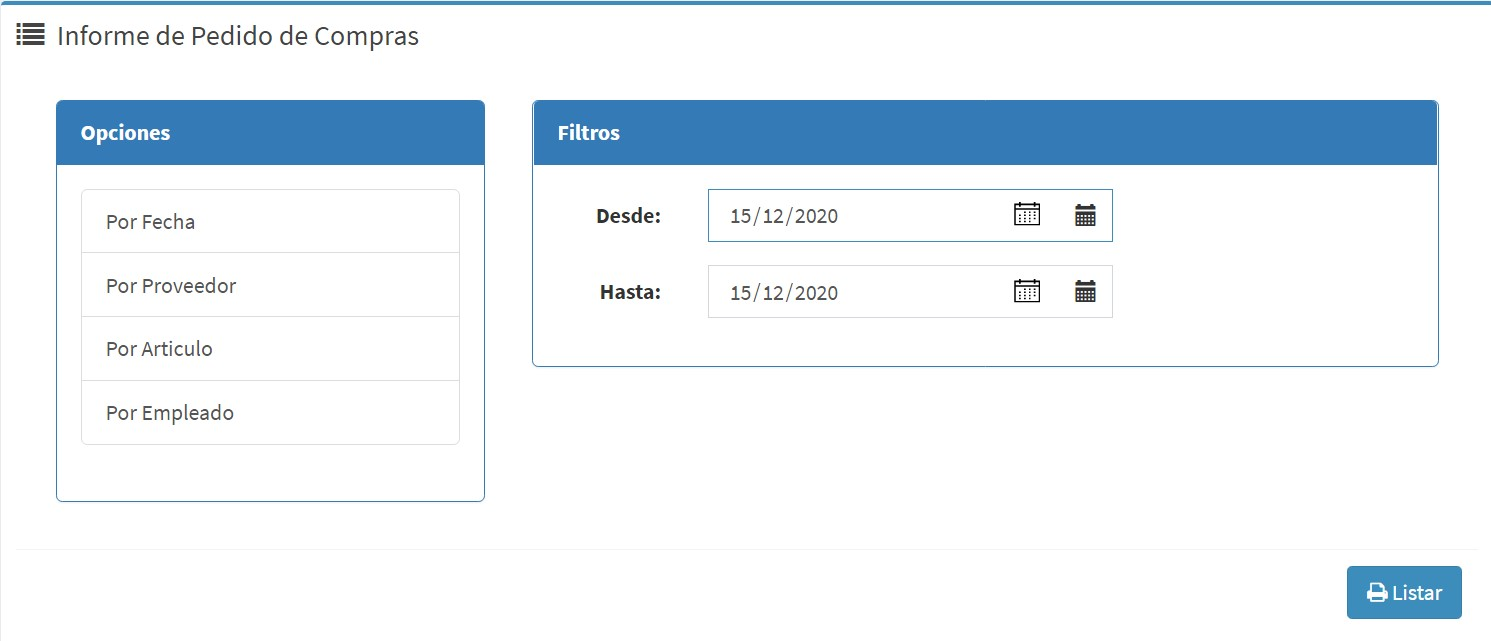 Informe de Pedido de Compras
Opciones
Por Fecha
Por Proveedor
Por Articulo
Por Empleado
Filtros
Desde: 15/12/2020
Hasta: 15/12/2020
Listar